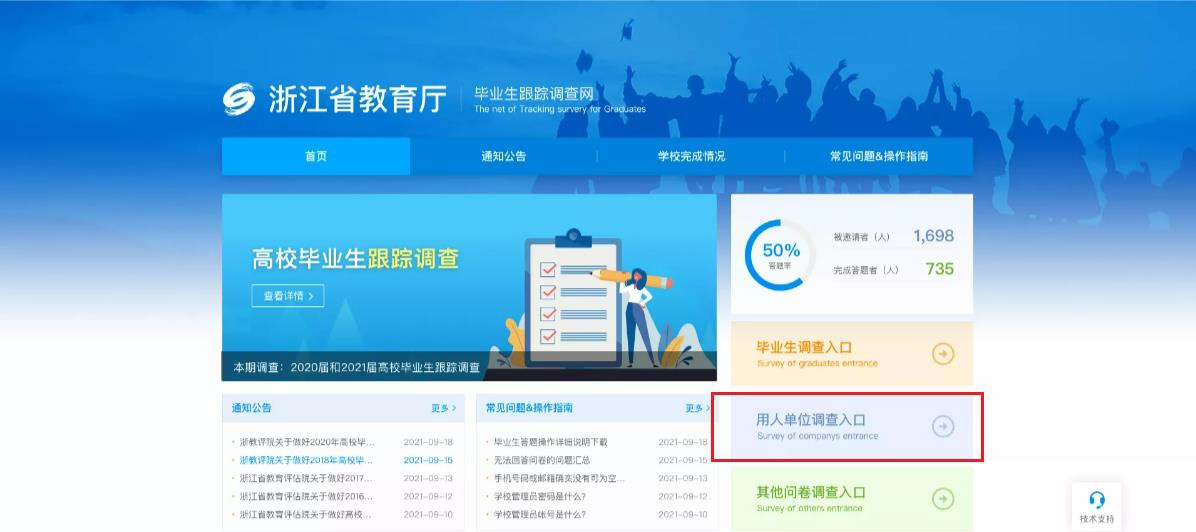 浙江省教育厅
毕业生跟踪调查网
The net of Tracking survery for Graduates
首页
通知公告
学校完成情况
常见问题&操作指南
高校毕业生跟踪调查
查看详情 >
本期调查：2020届和2021届高校毕业生跟踪调查
50%
答题率
被邀请者（人） 1,698
完成答题者（人） 735
毕业生调查入口
Survey of graduates entrance
用人单位调查入口
Survey of companys entrance
其他问卷调查入口
Survey of others entrance
通知公告 更多 >
浙教评院关于做好2020年高校毕... 2021-09-18
浙教评院关于做好2018年高校毕... 2021-09-15
浙江省教育评估院关于做好2017... 2021-09-13
浙江省教育评估院关于做好2016... 2021-09-12
浙江省教育评估院关于做好高校... 2021-09-10
常见问题&操作指南 更多 >
毕业生答题操作详细说明下载 2021-09-18
无法回答问卷的问题汇总 2021-09-15
手机号码或邮箱确实没有可为空... 2021-09-13
学校管理员密码是什么？ 2021-09-12
学校管理员帐号是什么？ 2021-09-10
技术支持